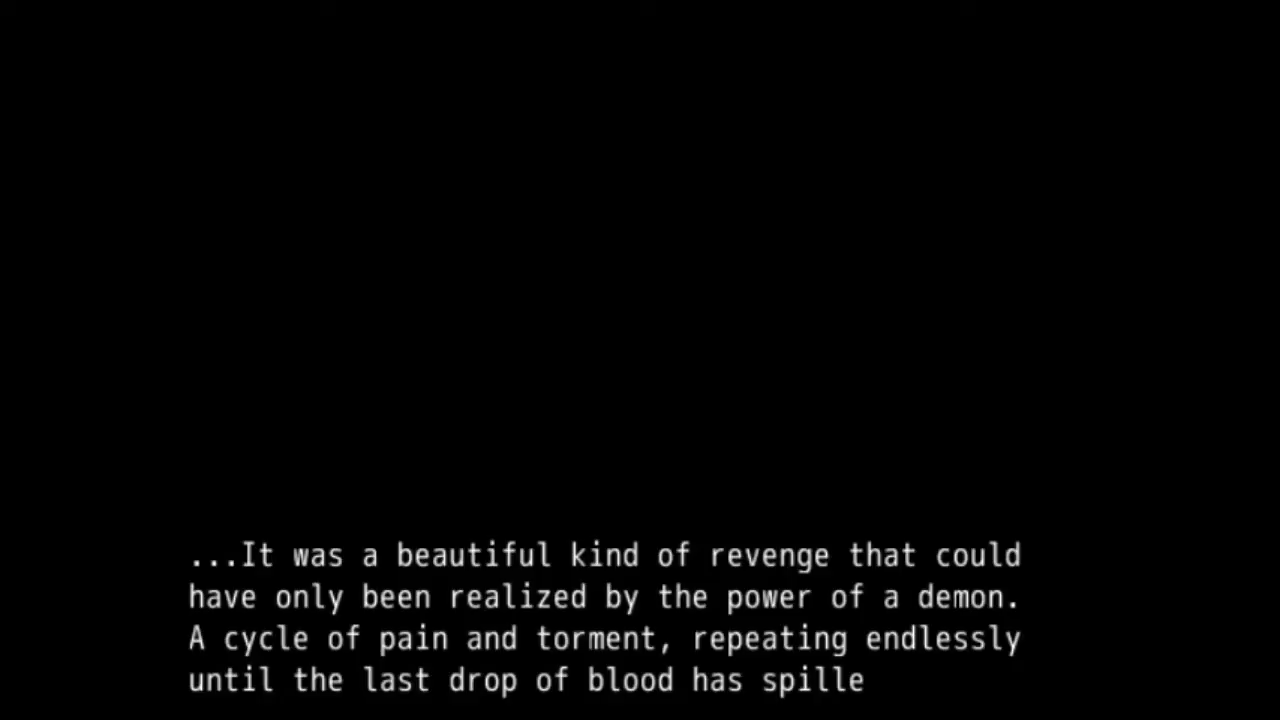 ...It was a beautiful kind of revenge that could
have only been realized by the power of a demon.
A cycle of pain and torment, repeating endlessly
until the last drop of blood has spille